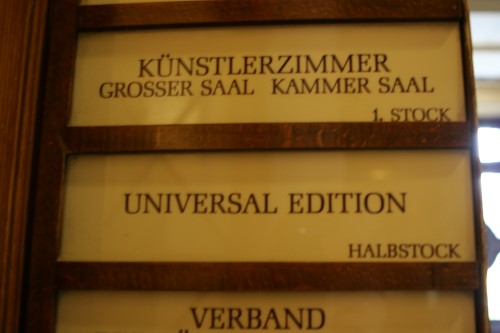 KÜNSTLERZIMMER
GROSSER SAAL KAMMER SAAL
1. STOCK
UNIVERSAL EDITION
HALBSTOCK
VERBAND